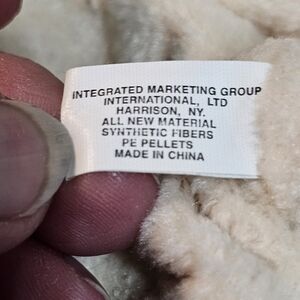 INTEGRATED MARKETING GROUP
INTERNATIONAL, LTD
HARRISON, NY.
ALL NEW MATERIAL
SYNTHETIC FIBERS
PE PELLETS
MADE IN CHINA